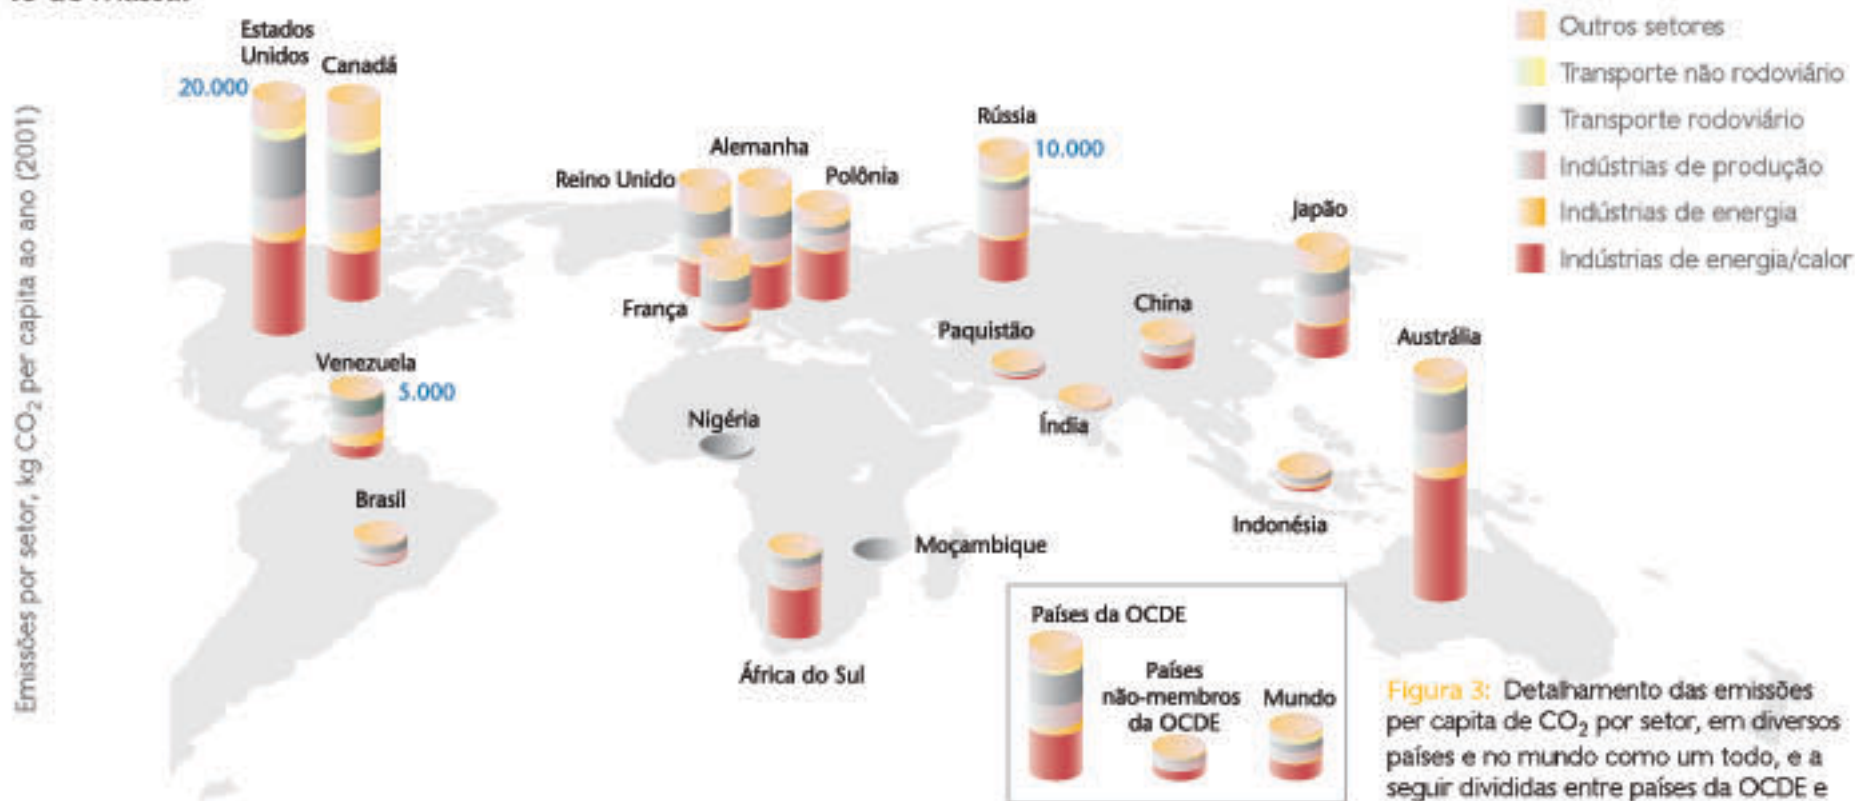 Estados
Unidos
Canadá
20.000
Outros setores
Transporte não rodoviário
Transporte rodoviário
Indústrias de produção
Indústrias de energia
Indústrias de energia/calor
Emissões por setor, kg CO₂ per capita ao ano (2001)
Rússia
10.000
Alemanha
Reino Unido
Polônia
Japão
França
China
Paquistão
Austrália
Venezuela
5.000
Nigéria
Índia
Brasil
Indonésia
Moçambique
África do Sul
Países da OCDE
Países
não-membros
da OCDE
Mundo
Figura 3: Detalhamento das emissões
per capita de CO₂ por setor, em diversos
países e no mundo como um todo, e a
seguir divididas entre países da OCDE e